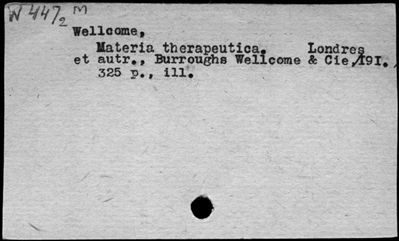 W 447₂ M
Wellcome,
Materia therapeutica. Londres
et autr., Burroughs Wellcome & Cie,191.
325 p., ill.